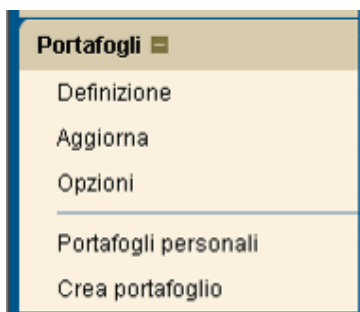 Portafogli
Definizione
Aggiorna
Opzioni
Portafogli personali
Crea portafoglio